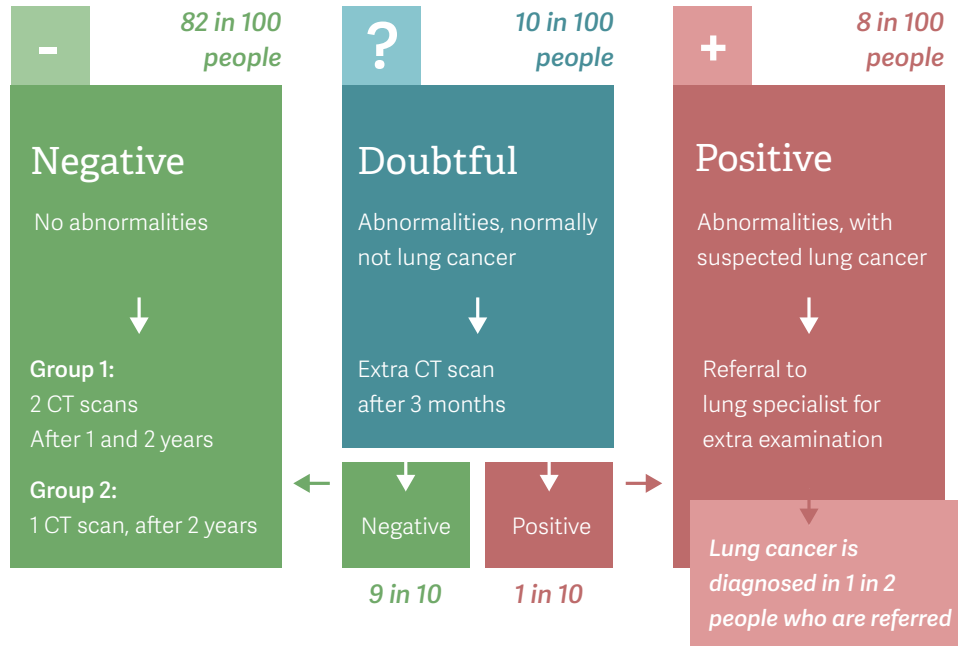 -
82 in 100
people
Negative
No abnormalities
Group 1:
2 CT scans
After 1 and 2 years
Group 2:
1 CT scan, after 2 years
?
10 in 100
people
Doubtful
Abnormalities, normally
not lung cancer
Extra CT scan
after 3 months
Negative
9 in 10
Positive
1 in 10
+
8 in 100
people
Positive
Abnormalities, with
suspected lung cancer
Referral to
lung specialist for
extra examination
Lung cancer is
diagnosed in 1 in 2
people who are referred